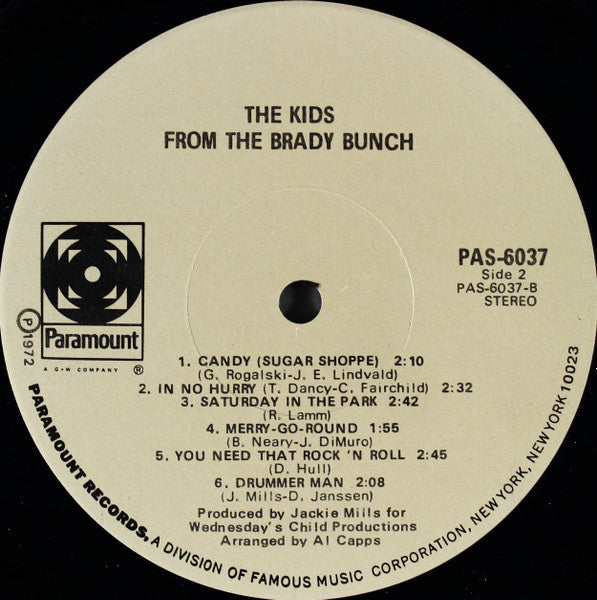 THE KIDS
FROM THE BRADY BUNCH
Paramount
A G+W COMPANY ®
Ⓟ1972
PAS-6037
Side 2
PAS-6037-B
STEREO
1. CANDY (SUGAR SHOPPE) 2:10
(G. Rogalski-J. E. Lindvald)
2. IN NO HURRY (T. Dancy-C. Fairchild) 2:32
3. SATURDAY IN THE PARK 2:42
(R. Lamm)
4. MERRY-GO-ROUND 1:55
(B. Neary-J. DiMuro)
5. YOU NEED THAT ROCK 'N ROLL 2:45
(D. Hull)
6. DRUMMER MAN 2:08
(J. Mills-D. Janssen)
Produced by Jackie Mills for
Wednesday's Child Productions
Arranged by Al Capps
PARAMOUNT RECORDS, A DIVISION OF FAMOUS MUSIC CORPORATION, NEW YORK, NEW YORK 10023